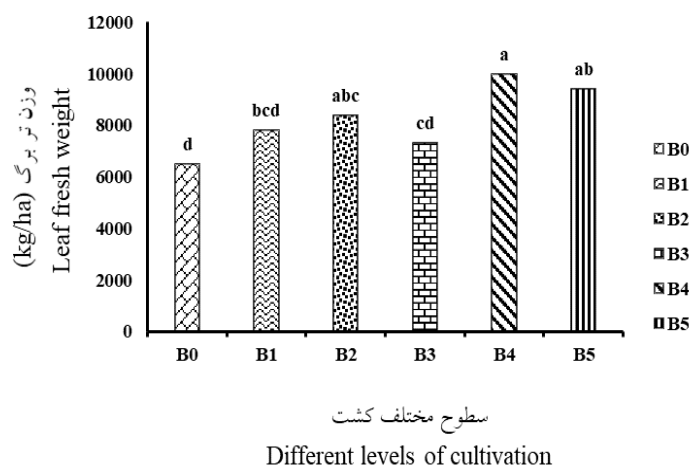 12000
10000
8000
6000
4000
2000
0
وزن تر برگ (kg/ha)
Leaf fresh weight
d
bcd
abc
cd
a
ab
B0
B1
B2
B3
B4
B5
B0
B1
B2
B3
B4
B5
سطوح مختلف کشت
Different levels of cultivation